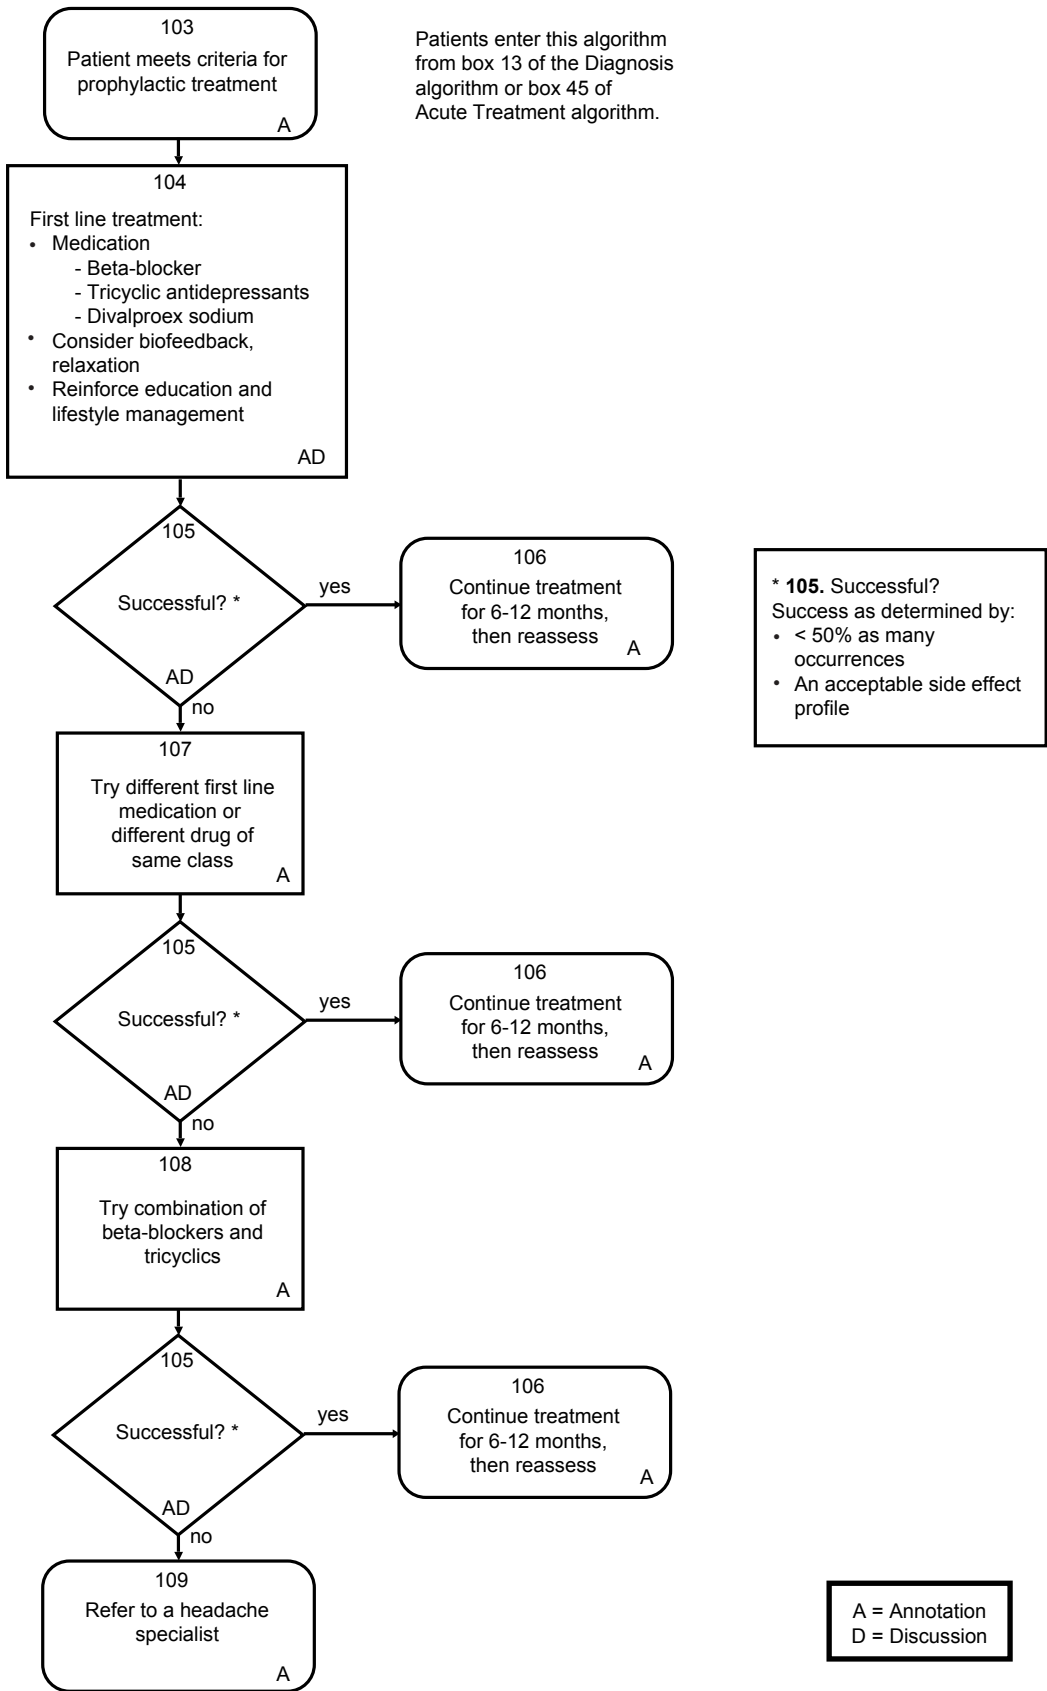 103
Patient meets criteria for
prophylactic treatment
A
Patients enter this algorithm
from box 13 of the Diagnosis
algorithm or box 45 of
Acute Treatment algorithm.
104
First line treatment:
• Medication
- Beta-blocker
- Tricyclic antidepressants
- Divalproex sodium
• Consider biofeedback,
relaxation
• Reinforce education and
lifestyle management
AD
105
Successful? *
AD
yes
106
Continue treatment
for 6-12 months,
then reassess
A
* 105. Successful?
Success as determined by:
• < 50% as many
occurrences
• An acceptable side effect
profile
no
107
Try different first line
medication or
different drug of
same class
A
105
Successful? *
AD
yes
106
Continue treatment
for 6-12 months,
then reassess
A
no
108
Try combination of
beta-blockers and
tricyclics
A
105
Successful? *
AD
yes
106
Continue treatment
for 6-12 months,
then reassess
A
no
109
Refer to a headache
specialist
A
A = Annotation
D = Discussion